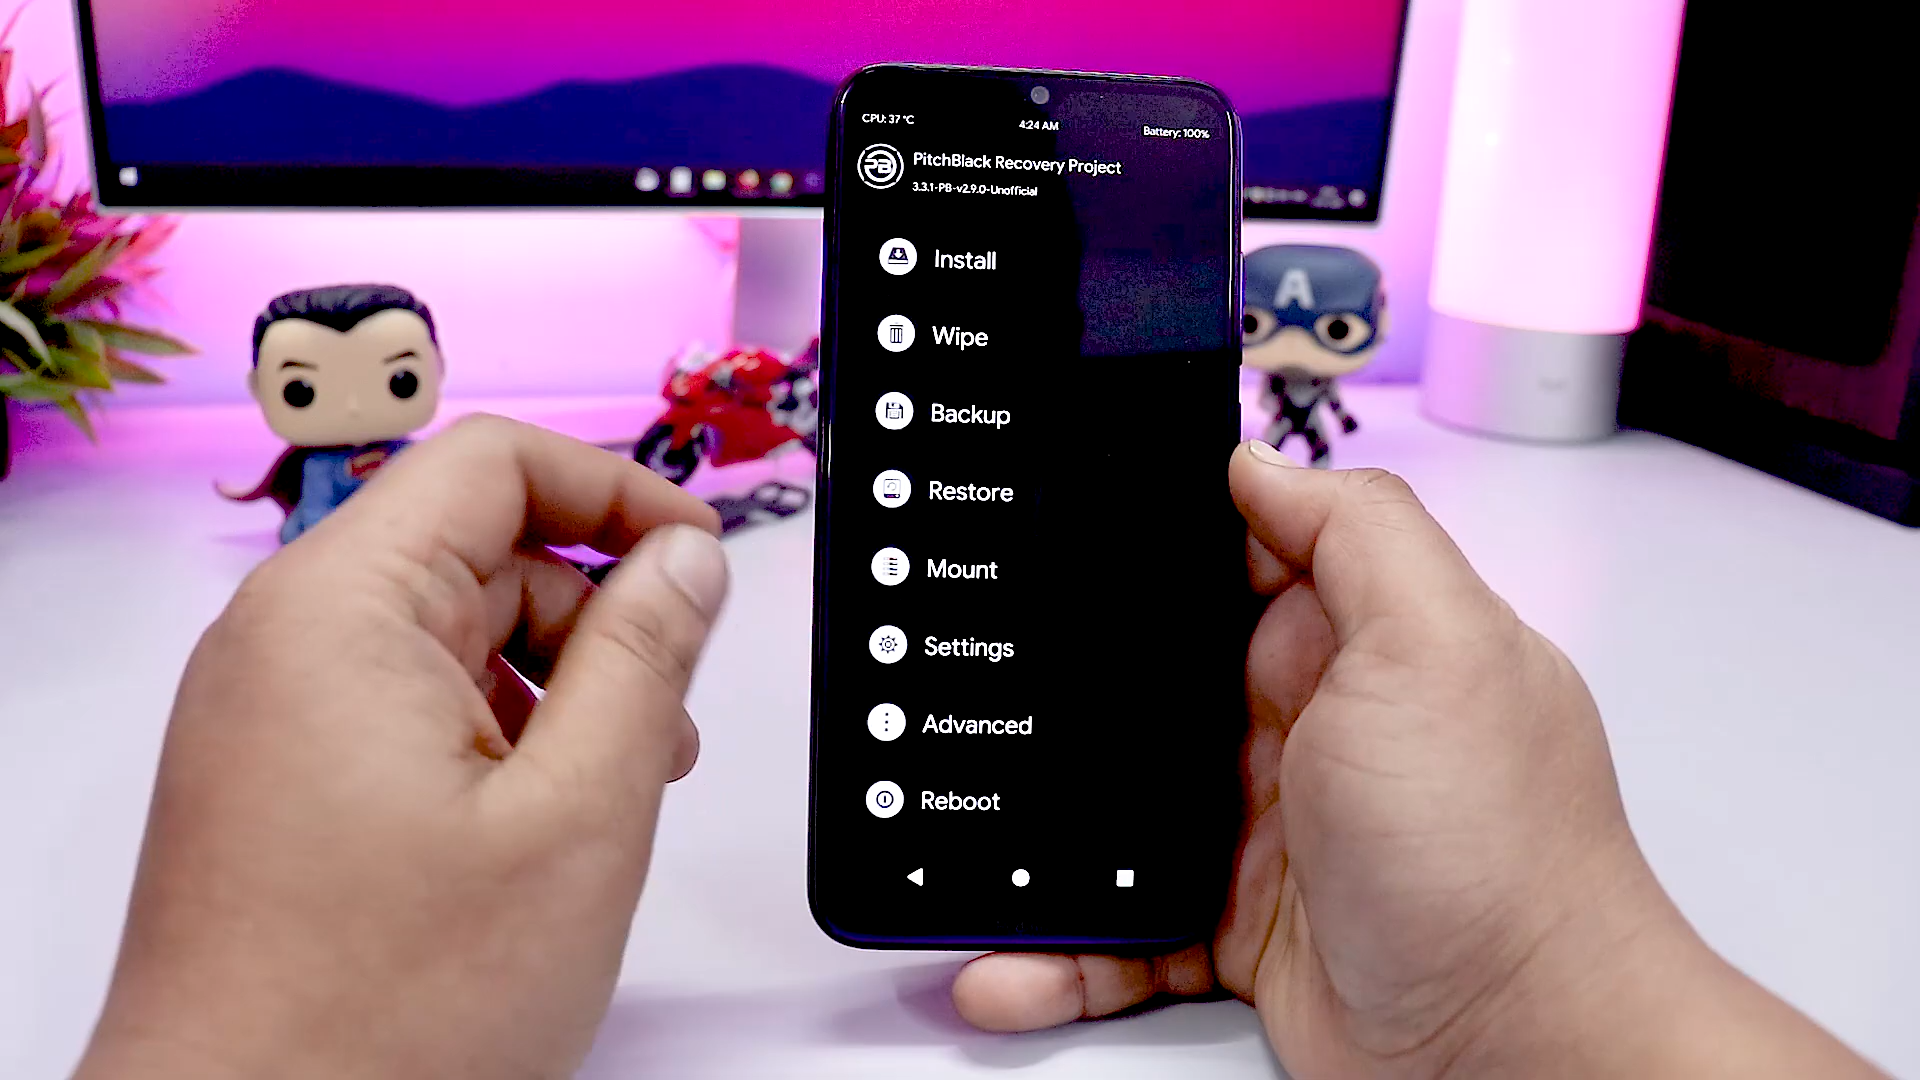 CPU: 37 °C
4:24 AM
Battery: 100%
PB
PitchBlack Recovery Project
3.3.1-PB-v2.9.0-Unofficial
Install
Wipe
Backup
Restore
Mount
Settings
Advanced
Reboot
A